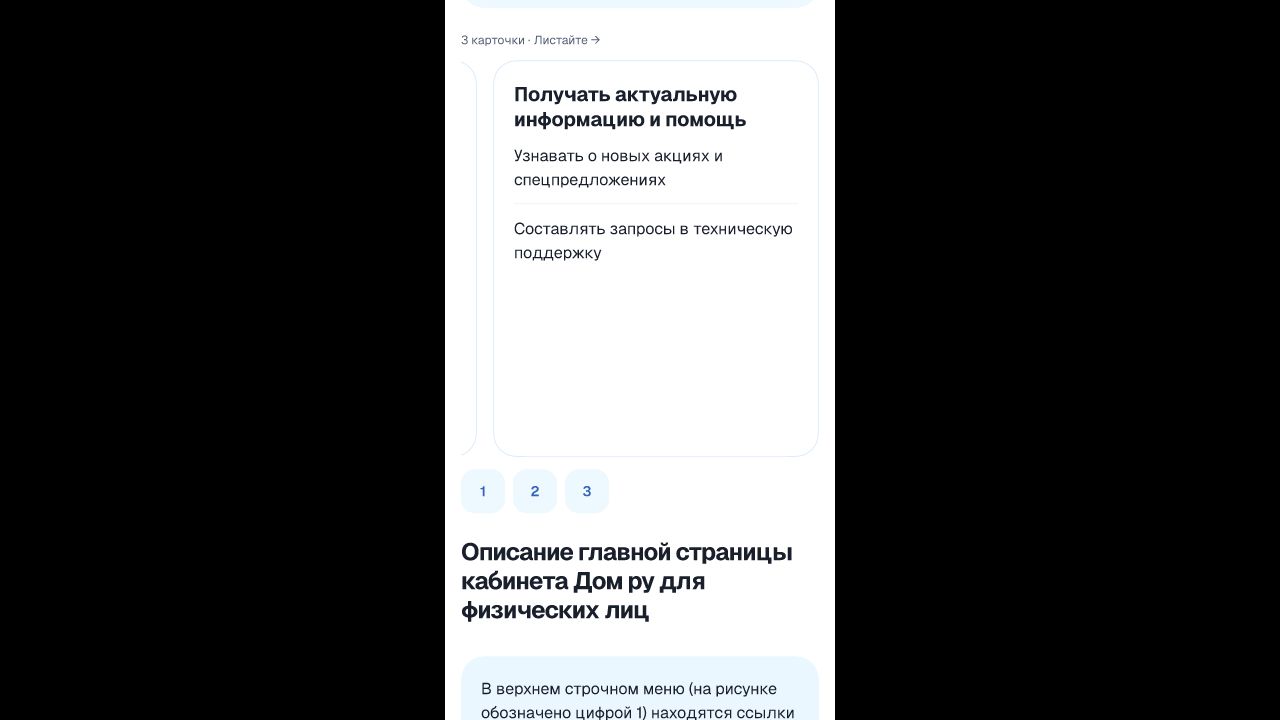 3 карточки · Листайте →
Получать актуальную
информацию и помощь
Узнавать о новых акциях и
спецпредложениях
Составлять запросы в техническую
поддержку
1 2 3
Описание главной страницы
кабинета Дом ру для
физических лиц
В верхнем строчном меню (на рисунке
обозначено цифрой 1) находятся ссылки